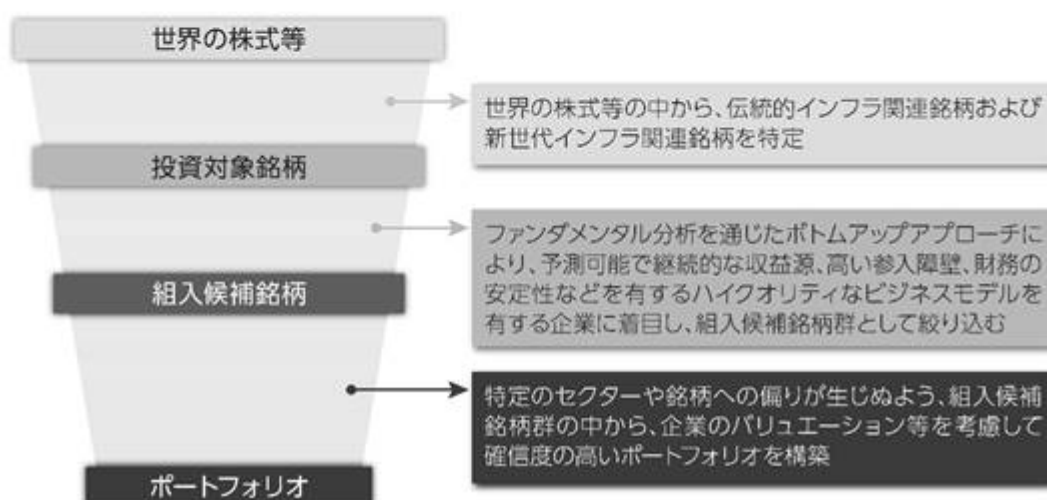 世界の株式等
世界の株式等の中から、伝統的インフラ関連銘柄および
新世代インフラ関連銘柄を特定
投資対象銘柄
ファンダメンタル分析を通じたボトムアップアプローチに
より、予測可能で継続的な収益源、高い参入障壁、財務の
安定性などを有するハイクオリティなビジネスモデルを
有する企業に着目し、組入候補銘柄群として絞り込む
組入候補銘柄
特定のセクターや銘柄への偏りが生じぬよう、組入候補
銘柄群の中から、企業のバリュエーション等を考慮して
確信度の高いポートフォリオを構築
ポートフォリオ